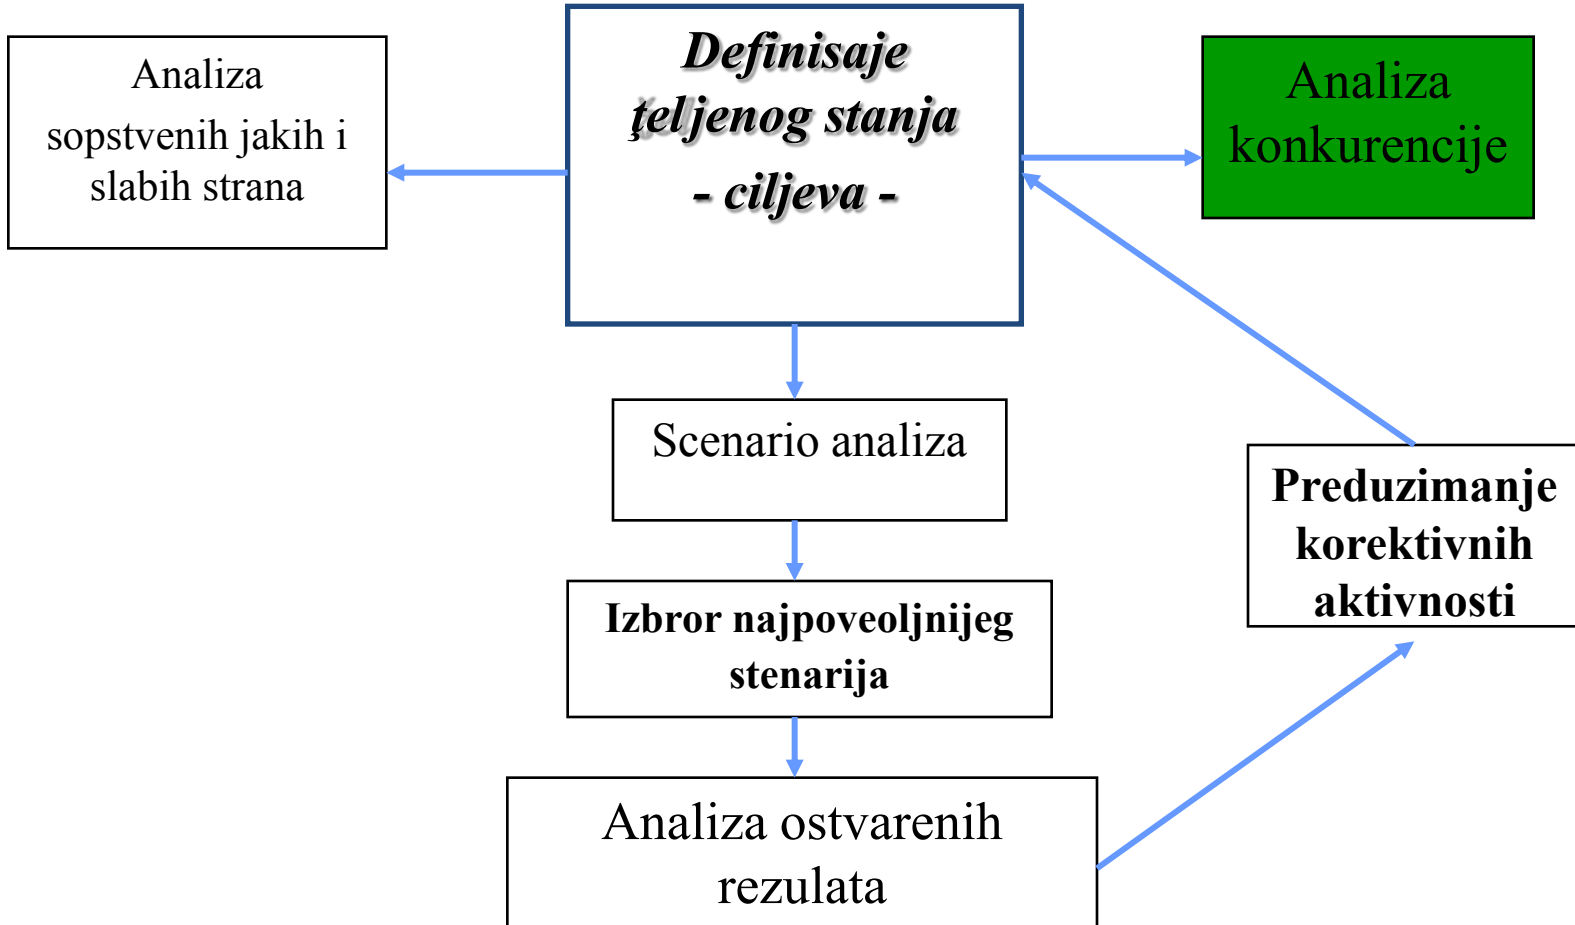 Analiza
sopstvenih jakih i
slabih strana
Definisaje
ţeljenog stanja
- ciljeva -
Analiza
konkurencije
Scenario analiza
Preduzimanje
korektivnih
aktivnosti
Izbror najpoveoljnijeg
stenarija
Analiza ostvarenih
rezulata